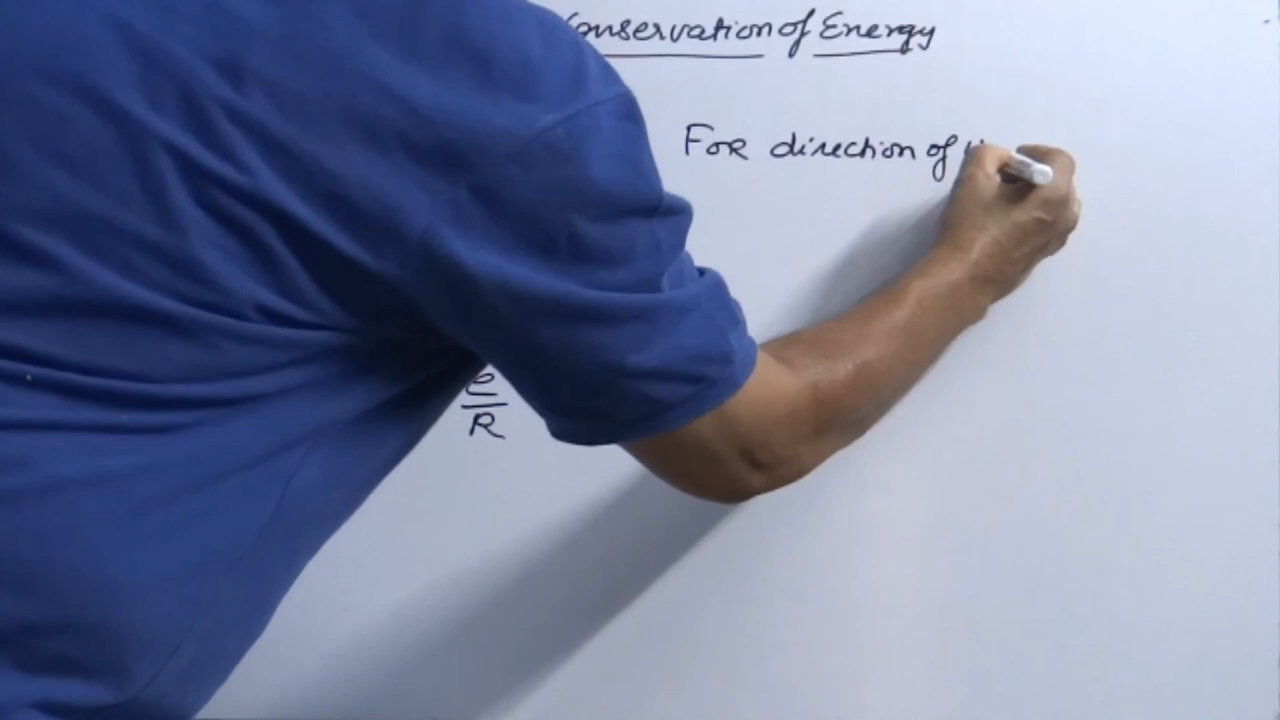 onservation of Energy
For direction of
e
R